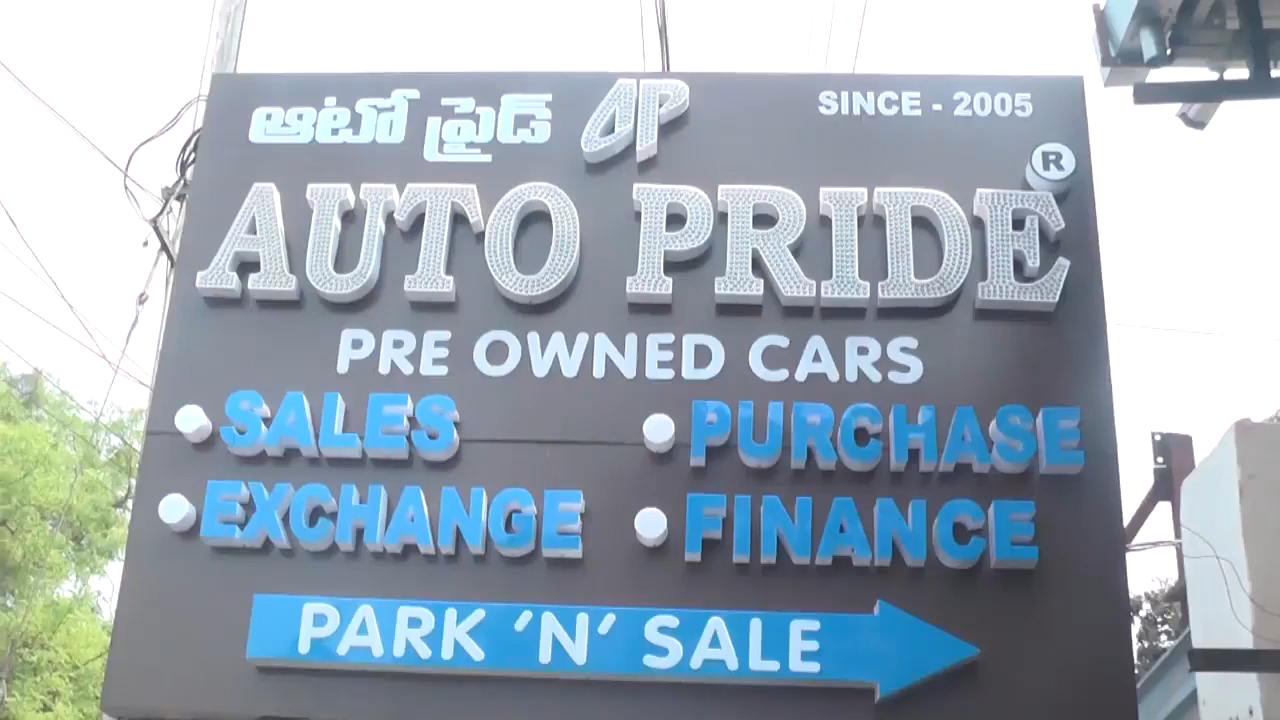 ఆటో ప్రైడ్ AP SINCE - 2005
AUTO PRIDE ®
PRE OWNED CARS
SALES PURCHASE
EXCHANGE FINANCE
PARK 'N' SALE